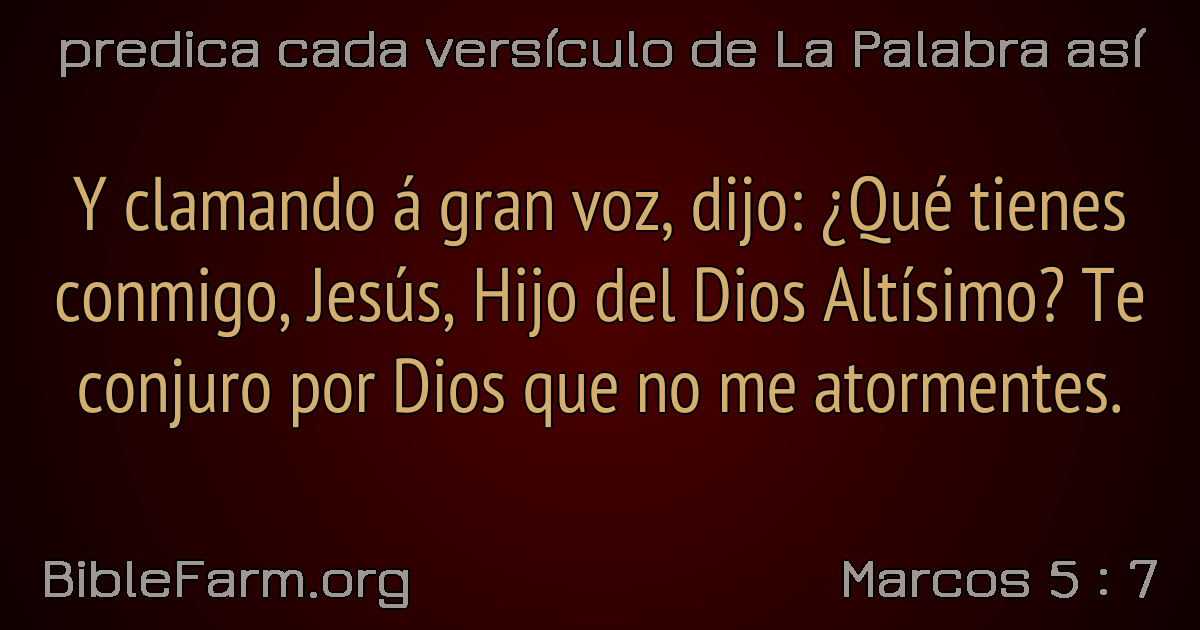 predica cada versículo de La Palabra así
Y clamando á gran voz, dijo: ¿Qué tienes
conmigo, Jesús, Hijo del Dios Altísimo? Te
conjuro por Dios que no me atormentes.
BibleFarm.org
Marcos 5 : 7